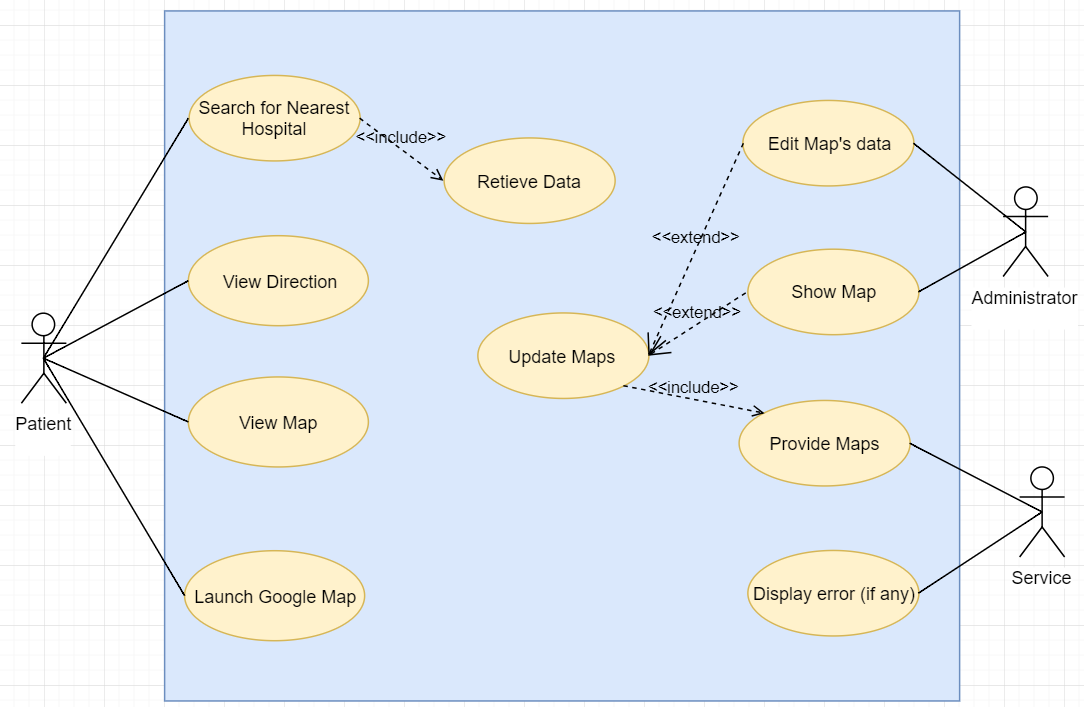 Search for Nearest
Hospital
<<include>>
Retieve Data
Edit Map's data
<<extend>>
View Direction
Show Map
<<extend>>
Administrator
Update Maps
<<include>>
Patient
View Map
Provide Maps
Service
Launch Google Map
Display error (if any)